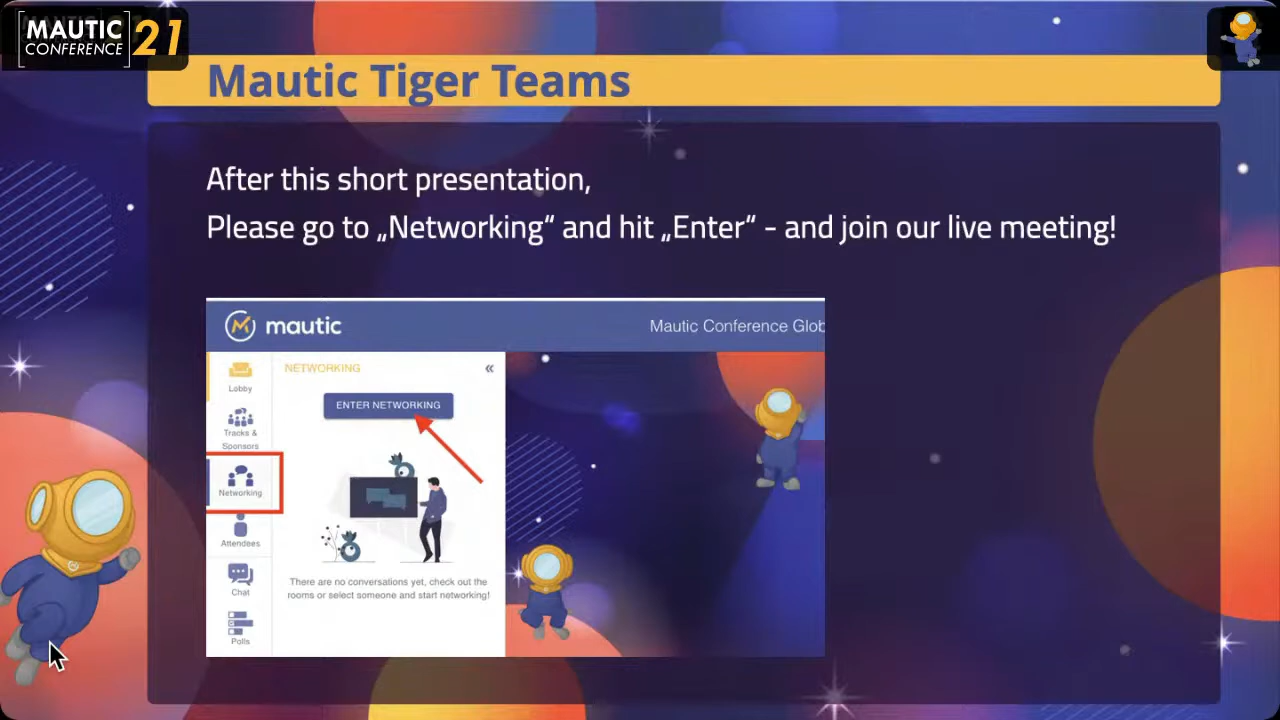 MAUTIC
CONFERENCE 21
Mautic Tiger Teams
After this short presentation,
Please go to „Networking“ and hit „Enter“ - and join our live meeting!
mautic
Mautic Conference Glob
Lobby
Tracks &
Sponsors
Networking
Attendees
Chat
Polls
NETWORKING
«
ENTER NETWORKING
There are no conversations yet, check out the
rooms or select someone and start networking!